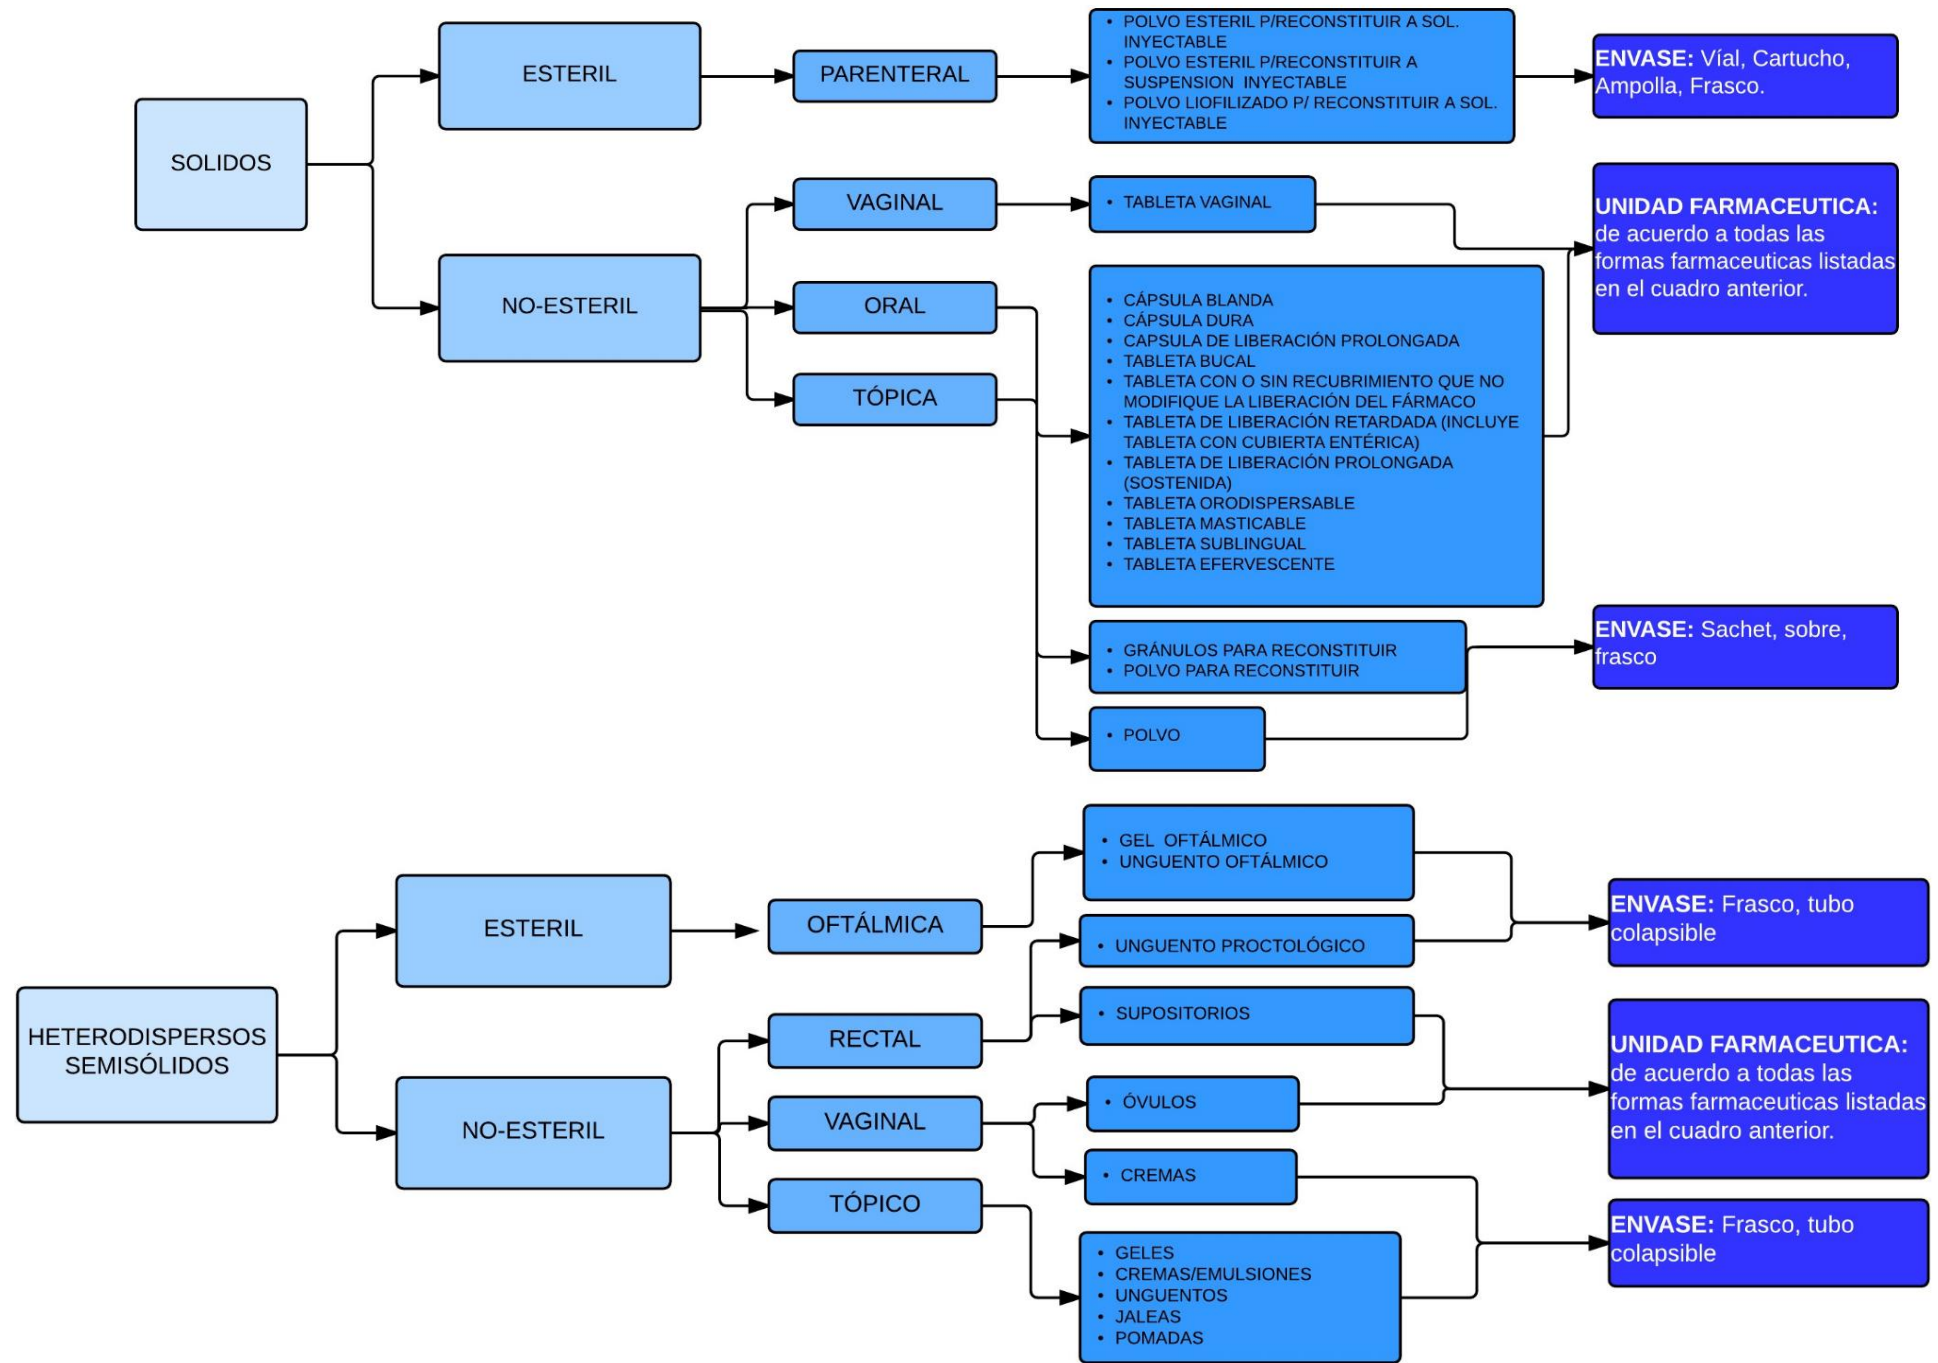 SOLIDOS
ESTERIL
PARENTERAL
• POLVO ESTERIL P/RECONSTITUIR A SOL.
INYECTABLE
• POLVO ESTERIL P/RECONSTITUIR A
SUSPENSION INYECTABLE
• POLVO LIOFILIZADO P/ RECONSTITUIR A SOL.
INYECTABLE
ENVASE: Víal, Cartucho,
Ampolla, Frasco.
NO-ESTERIL
VAGINAL
• TABLETA VAGINAL
UNIDAD FARMACEUTICA:
de acuerdo a todas las
formas farmaceuticas listadas
en el cuadro anterior.
ORAL
TÓPICA
• CÁPSULA BLANDA
• CÁPSULA DURA
• CAPSULA DE LIBERACIÓN PROLONGADA
• TABLETA BUCAL
• TABLETA CON O SIN RECUBRIMIENTO QUE NO
MODIFIQUE LA LIBERACIÓN DEL FÁRMACO
• TABLETA DE LIBERACIÓN RETARDADA (INCLUYE
TABLETA CON CUBIERTA ENTÉRICA)
• TABLETA DE LIBERACIÓN PROLONGADA
(SOSTENIDA)
• TABLETA ORODISPERSABLE
• TABLETA MASTICABLE
• TABLETA SUBLINGUAL
• TABLETA EFERVESCENTE
• GRÁNULOS PARA RECONSTITUIR
• POLVO PARA RECONSTITUIR
ENVASE: Sachet, sobre,
frasco
• POLVO
HETERODISPERSOS
SEMISÓLIDOS
ESTERIL
OFTÁLMICA
• GEL OFTÁLMICO
• UNGUENTO OFTÁLMICO
• UNGUENTO PROCTOLÓGICO
ENVASE: Frasco, tubo
colapsible
NO-ESTERIL
RECTAL
• SUPOSITORIOS
UNIDAD FARMACEUTICA:
de acuerdo a todas las
formas farmaceuticas listadas
en el cuadro anterior.
VAGINAL
• ÓVULOS
• CREMAS
TÓPICO
• GELES
• CREMAS/EMULSIONES
• UNGUENTOS
• JALEAS
• POMADAS
ENVASE: Frasco, tubo
colapsible